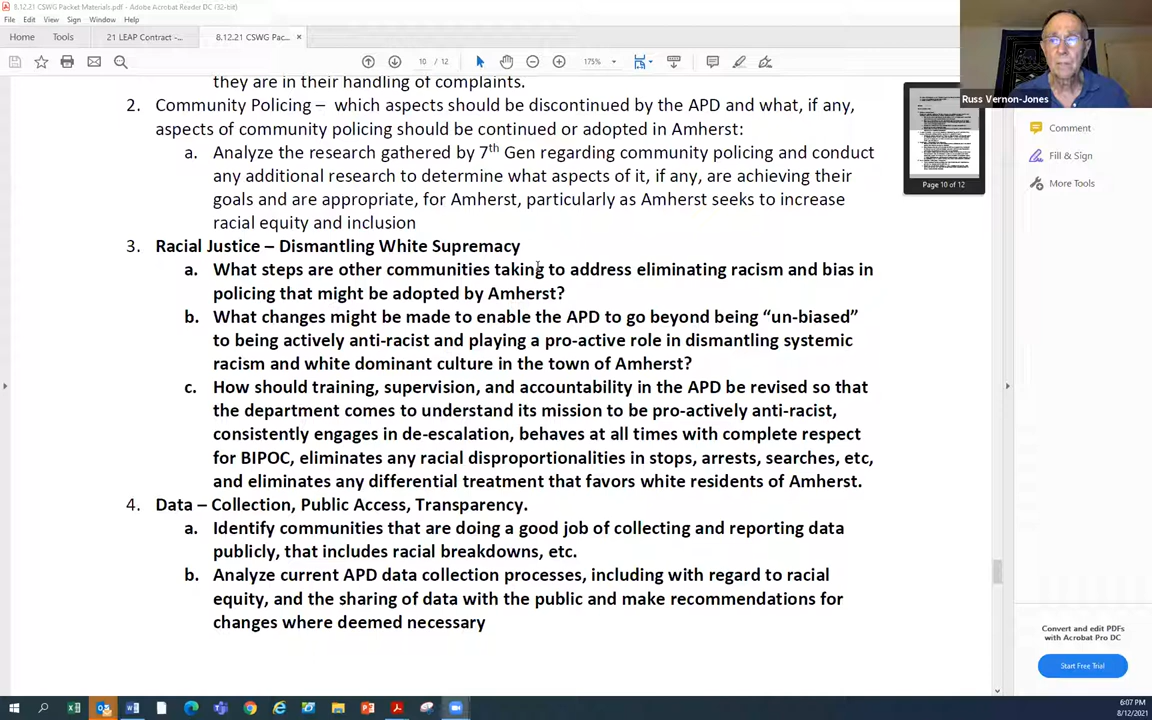 8.12.21 CSWG Packet Materials.pdf - Adobe Acrobat Reader DC (32-bit)
File Edit View Sign Window Help
Home Tools 21 LEAP Contract -... 8.12.21 CSWG Pac... ×
10 / 12 175%
they are in their handling of complaints.
2. Community Policing – which aspects should be discontinued by the APD and what, if any,
aspects of community policing should be continued or adopted in Amherst:
a. Analyze the research gathered by 7th Gen regarding community policing and conduct
any additional research to determine what aspects of it, if any, are achieving their
goals and are appropriate, for Amherst, particularly as Amherst seeks to increase
racial equity and inclusion
3. Racial Justice – Dismantling White Supremacy
a. What steps are other communities taking to address eliminating racism and bias in
policing that might be adopted by Amherst?
b. What changes might be made to enable the APD to go beyond being “un-biased”
to being actively anti-racist and playing a pro-active role in dismantling systemic
racism and white dominant culture in the town of Amherst?
c. How should training, supervision, and accountability in the APD be revised so that
the department comes to understand its mission to be pro-actively anti-racist,
consistently engages in de-escalation, behaves at all times with complete respect
for BIPOC, eliminates any racial disproportionalities in stops, arrests, searches, etc,
and eliminates any differential treatment that favors white residents of Amherst.
4. Data – Collection, Public Access, Transparency.
a. Identify communities that are doing a good job of collecting and reporting data
publicly, that includes racial breakdowns, etc.
b. Analyze current APD data collection processes, including with regard to racial
equity, and the sharing of data with the public and make recommendations for
changes where deemed necessary
Russ Vernon-Jones
Page 10 of 12
Comment
Fill & Sign
More Tools
Convert and edit PDFs
with Acrobat Pro DC
Start Free Trial
6:07 PM
8/12/2021